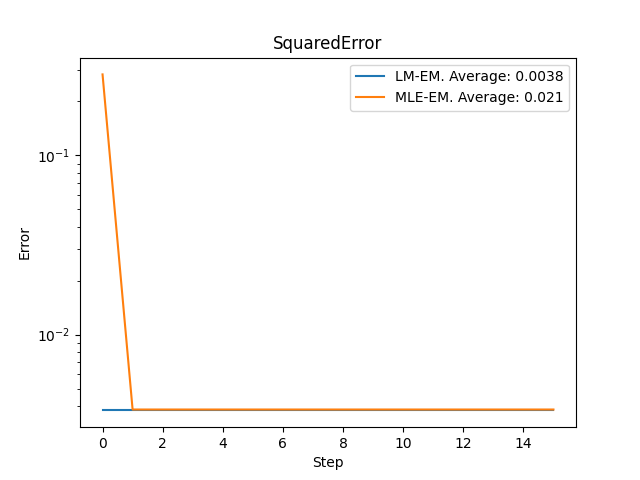 SquaredError
LM-EM. Average: 0.0038
MLE-EM. Average: 0.021
Error
10⁻¹
10⁻²
0 2 4 6 8 10 12 14
Step